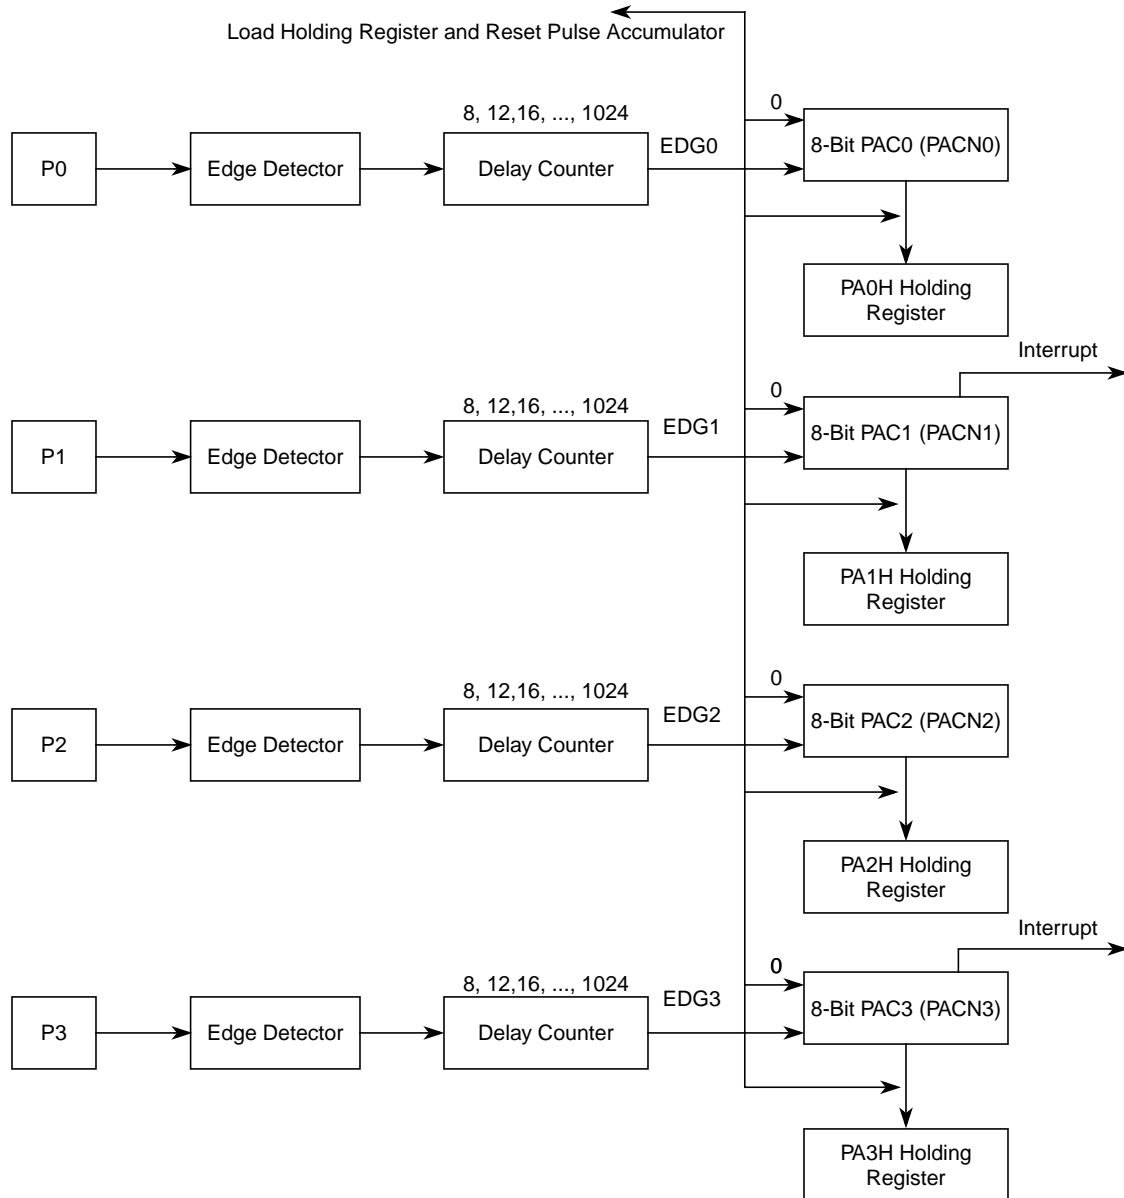 Load Holding Register and Reset Pulse Accumulator
8, 12,16, ..., 1024
0
P0
Edge Detector
Delay Counter
EDG0
8-Bit PAC0 (PACN0)
PA0H Holding
Register
Interrupt
8, 12,16, ..., 1024
0
P1
Edge Detector
Delay Counter
EDG1
8-Bit PAC1 (PACN1)
PA1H Holding
Register
8, 12,16, ..., 1024
0
P2
Edge Detector
Delay Counter
EDG2
8-Bit PAC2 (PACN2)
PA2H Holding
Register
Interrupt
8, 12,16, ..., 1024
0
P3
Edge Detector
Delay Counter
EDG3
8-Bit PAC3 (PACN3)
PA3H Holding
Register